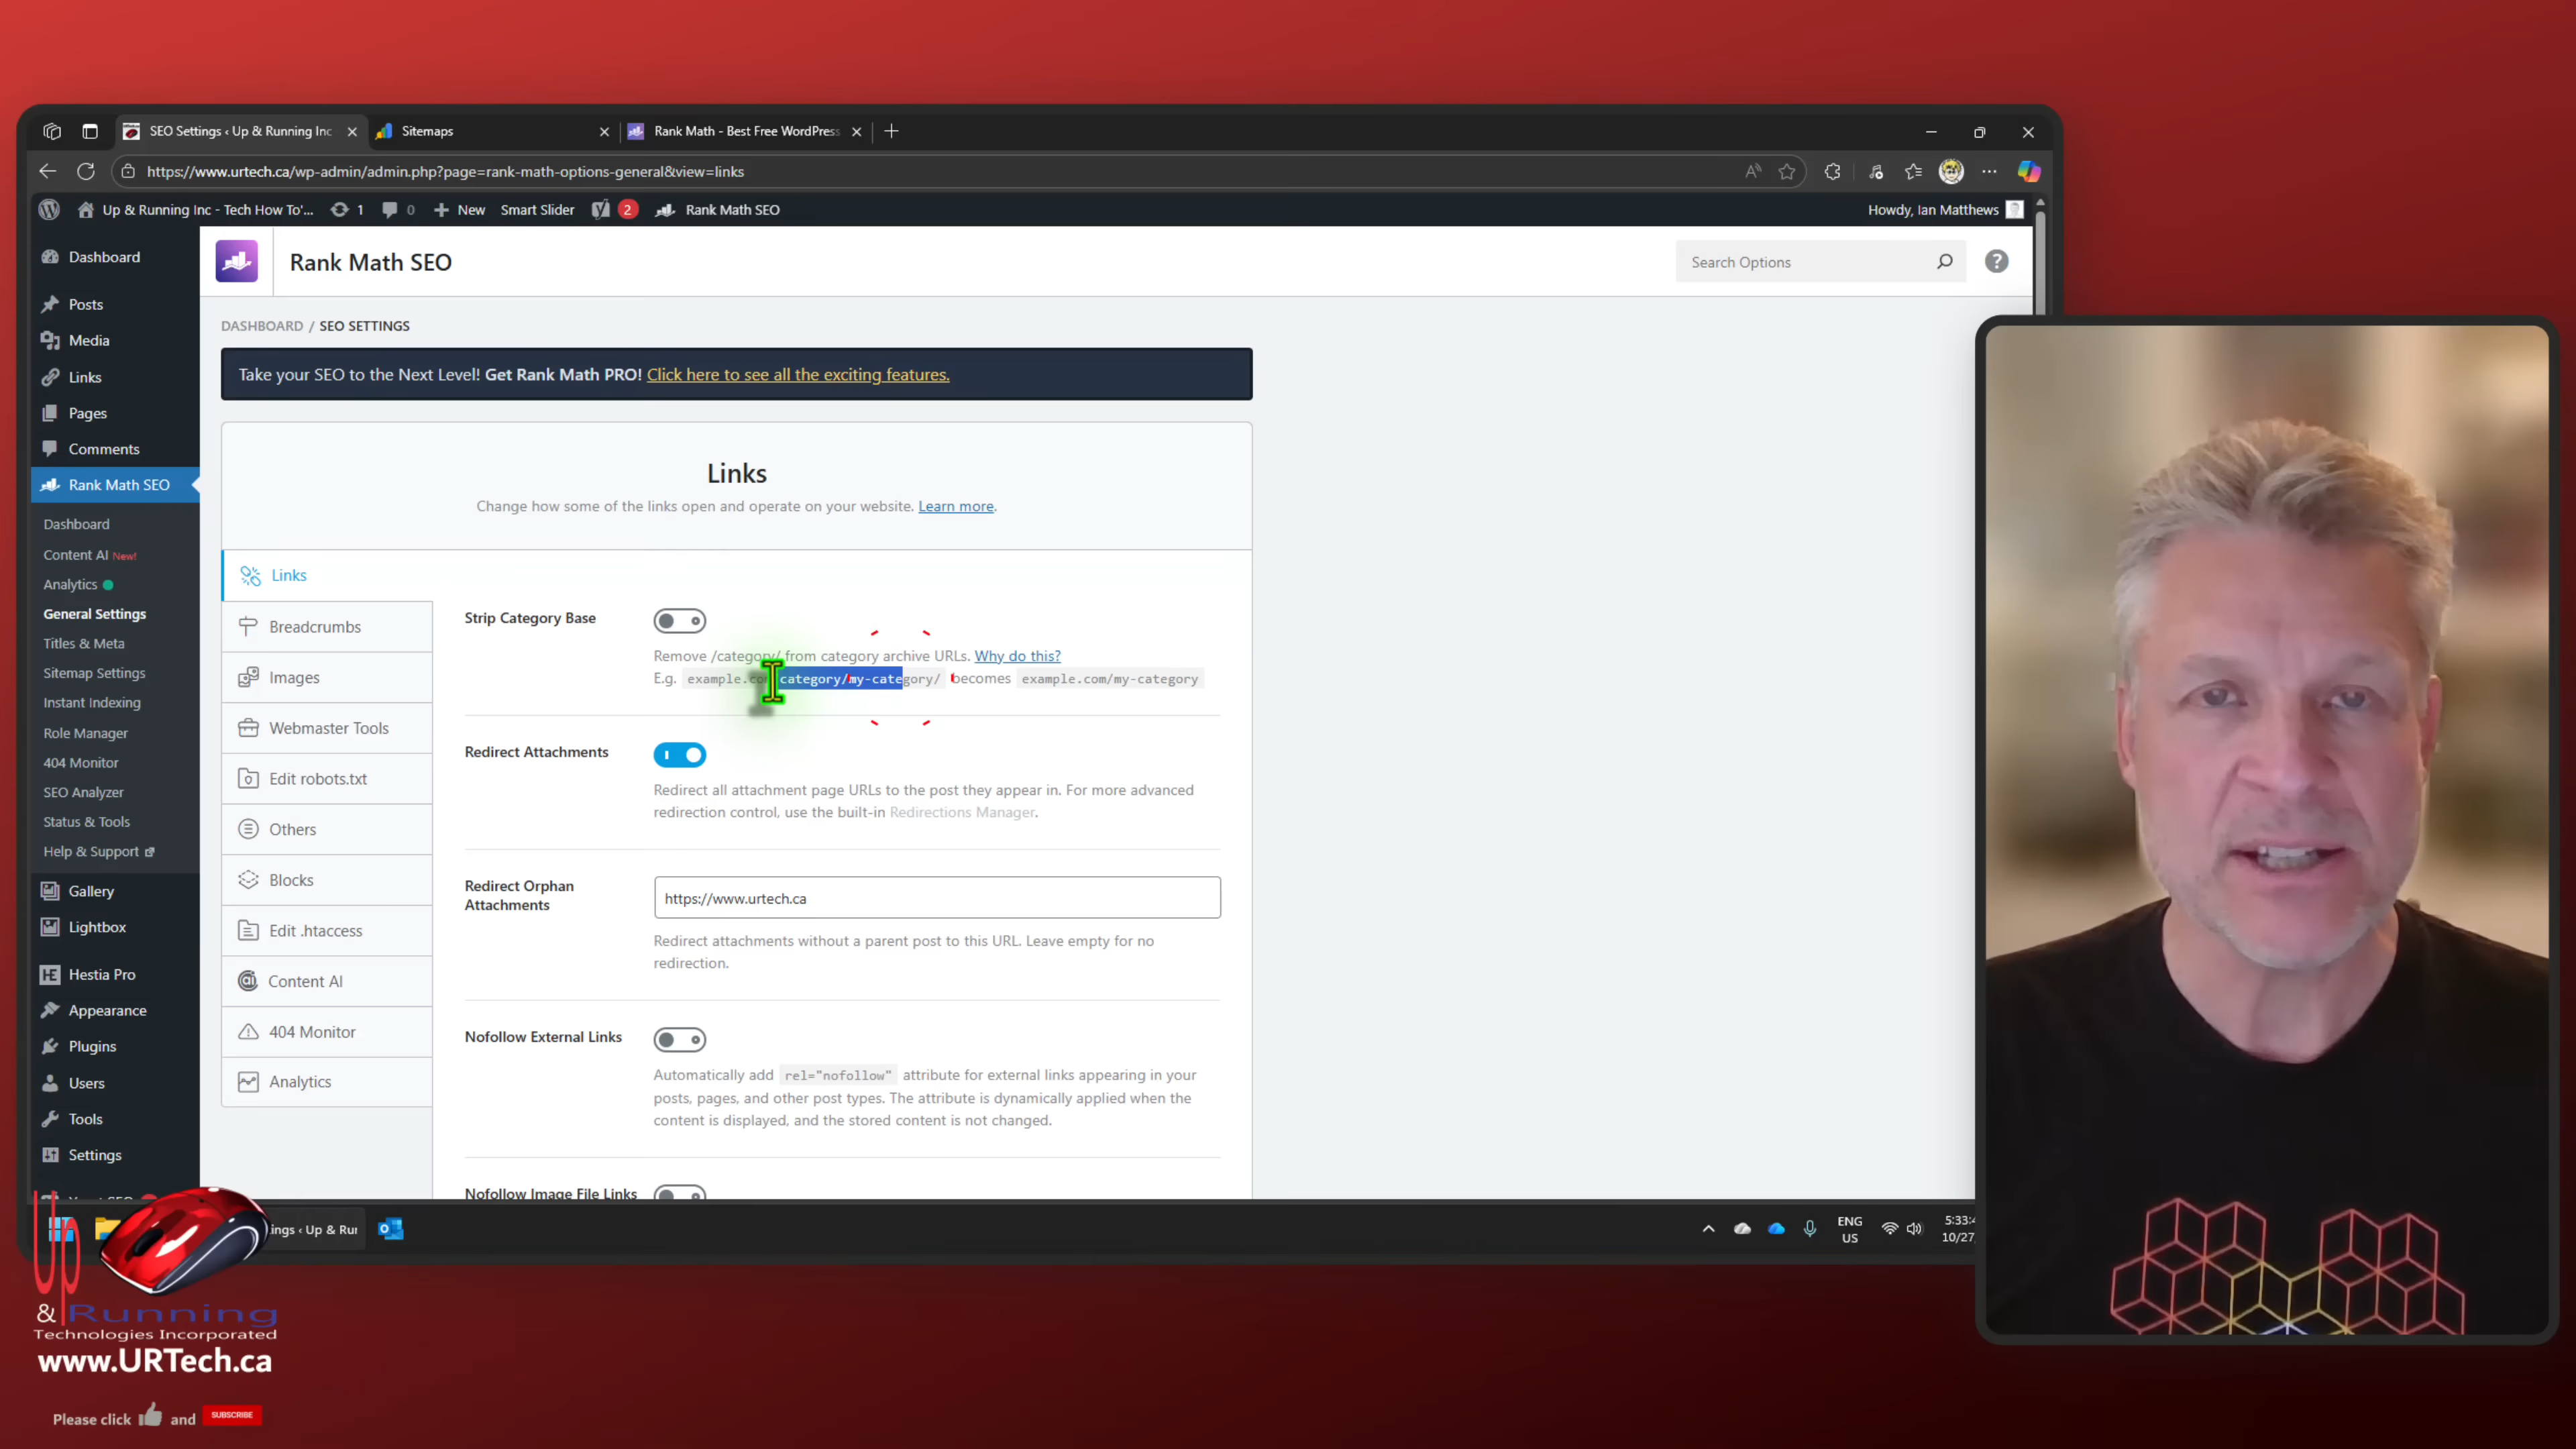 SEO Settings ‹ Up & Running Inc
Sitemaps
Rank Math - Best Free WordPress
https://www.urtech.ca/wp-admin/admin.php?page=rank-math-options-general&view=links
Up & Running Inc - Tech How To'...
1
0
New
Smart Slider
2
Rank Math SEO
Howdy, Ian Matthews
Dashboard
Posts
Media
Links
Pages
Comments
Rank Math SEO
Dashboard
Content AI New!
Analytics
General Settings
Titles & Meta
Sitemap Settings
Instant Indexing
Role Manager
404 Monitor
SEO Analyzer
Status & Tools
Help & Support
Gallery
Lightbox
Hestia Pro
Appearance
Plugins
Users
Tools
Settings
Rank Math SEO
Search Options
?
DASHBOARD / SEO SETTINGS
Take your SEO to the Next Level! Get Rank Math PRO! Click here to see all the exciting features.
Links
Change how some of the links open and operate on your website. Learn more.
Links
Breadcrumbs
Images
Webmaster Tools
Edit robots.txt
Others
Blocks
Edit .htaccess
Content AI
404 Monitor
Analytics
Strip Category Base
Remove /category/ from category archive URLs. Why do this?
E.g. category/my-category/ becomes example.com/my-category
Redirect Attachments
Redirect all attachment page URLs to the post they appear in. For more advanced
redirection control, use the built-in Redirections Manager.
Redirect Orphan
Attachments
https://www.urtech.ca
Redirect attachments without a parent post to this URL. Leave empty for no
redirection.
Nofollow External Links
Automatically add rel="nofollow" attribute for external links appearing in your
posts, pages, and other post types. The attribute is dynamically applied when the
content is displayed, and the stored content is not changed.
Nofollow Image File Links
ings ‹ Up & Rur
ENG
US
5:33:4
10/27/
Up
& Running
Technologies Incorporated
www.URTech.ca
Please click and SUBSCRIBE